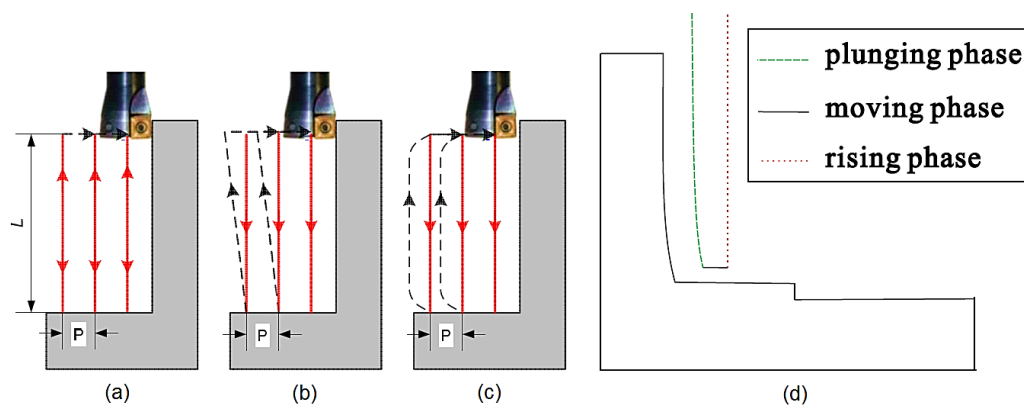 L
P
(a)
P
(b)
P
(c)
plunging phase
moving phase
rising phase
(d)